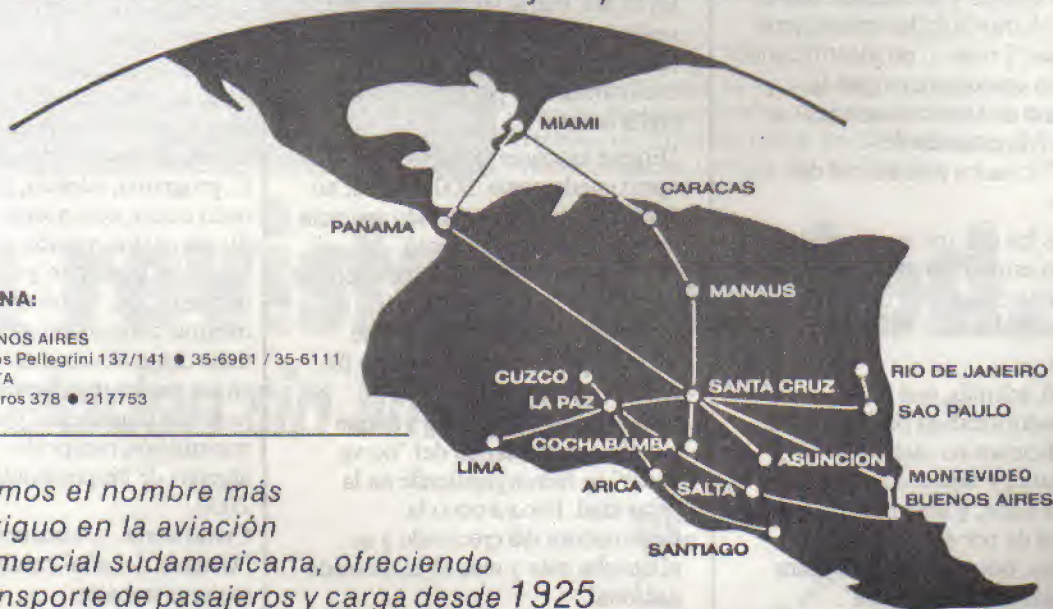 MIAMI
CARACAS
PANAMA
MANAUS
NOS AIRES
os Pellegrini 137/141 ● 35-6961 / 35-6111
ros 378 ● 217753
CUZCO
LA PAZ
SANTA CRUZ
RIO DE JANEIRO
SAO PAULO
COCHABAMBA
ASUNCION
LIMA
ARICA
SALTA
MONTEVIDEO
BUENOS AIRES
SANTIAGO
mos el nombre más
iguo en la aviación
mercial sudamericana, ofreciendo
nsporte de pasajeros y carga desde 1925